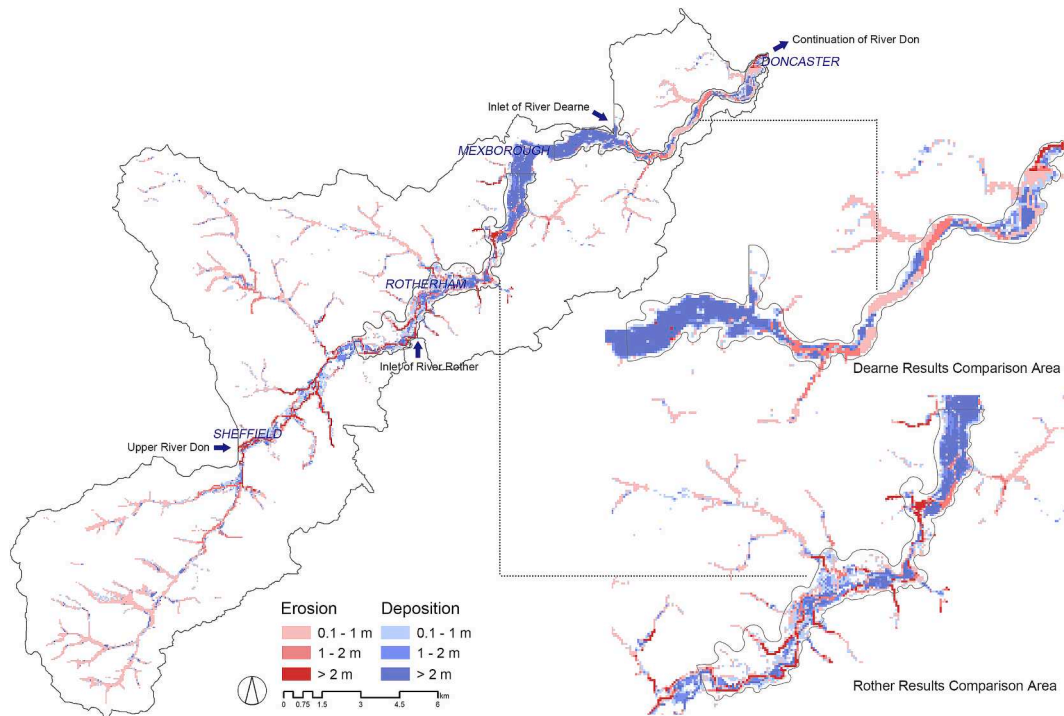 Continuation of River Don
DONCASTER
Inlet of River Dearne
MEXBOROUGH
ROTHERHAM
Inlet of River Rother
Dearne Results Comparison Area
SHEFFIELD
Upper River Don
Erosion Deposition
0.1 - 1 m 0.1 - 1 m
1 - 2 m 1 - 2 m
> 2 m > 2 m
0 0.75 1.5 3 4.5 6 km
Rother Results Comparison Area